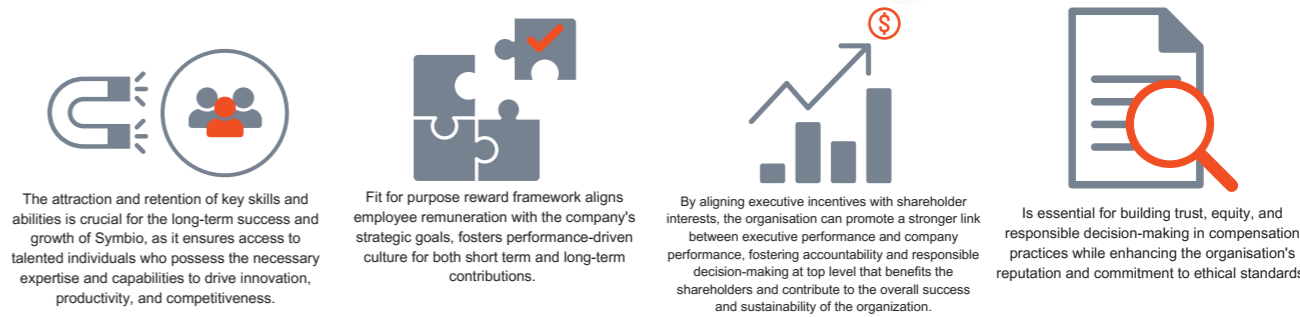 The attraction and retention of key skills and
abilities is crucial for the long-term success and
growth of Symbio, as it ensures access to
talented individuals who possess the necessary
expertise and capabilities to drive innovation,
productivity, and competitiveness.
Fit for purpose reward framework aligns
employee remuneration with the company's
strategic goals, fosters performance-driven
culture for both short term and long-term
contributions.
$
By aligning executive incentives with shareholder
interests, the organisation can promote a stronger link
between executive performance and company
performance, fostering accountability and responsible
decision-making at top level that benefits the
shareholders and contribute to the overall success
and sustainability of the organization.
Is essential for building trust, equity, and
responsible decision-making in compensation
practices while enhancing the organisation's
reputation and commitment to ethical standards